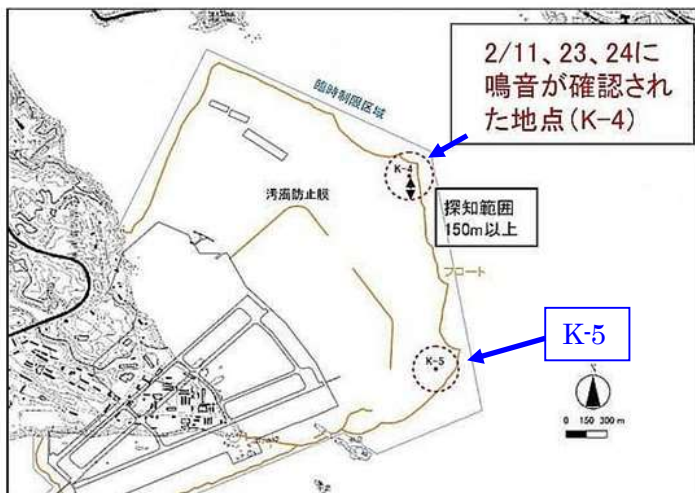 2/11、23、24に
鳴音が確認され
た地点(K-4)
臨時制限区域
K-4
汚濁防止膜
探知範囲
150m以上
フロート
K-5
K-5
N
0 150 300 m